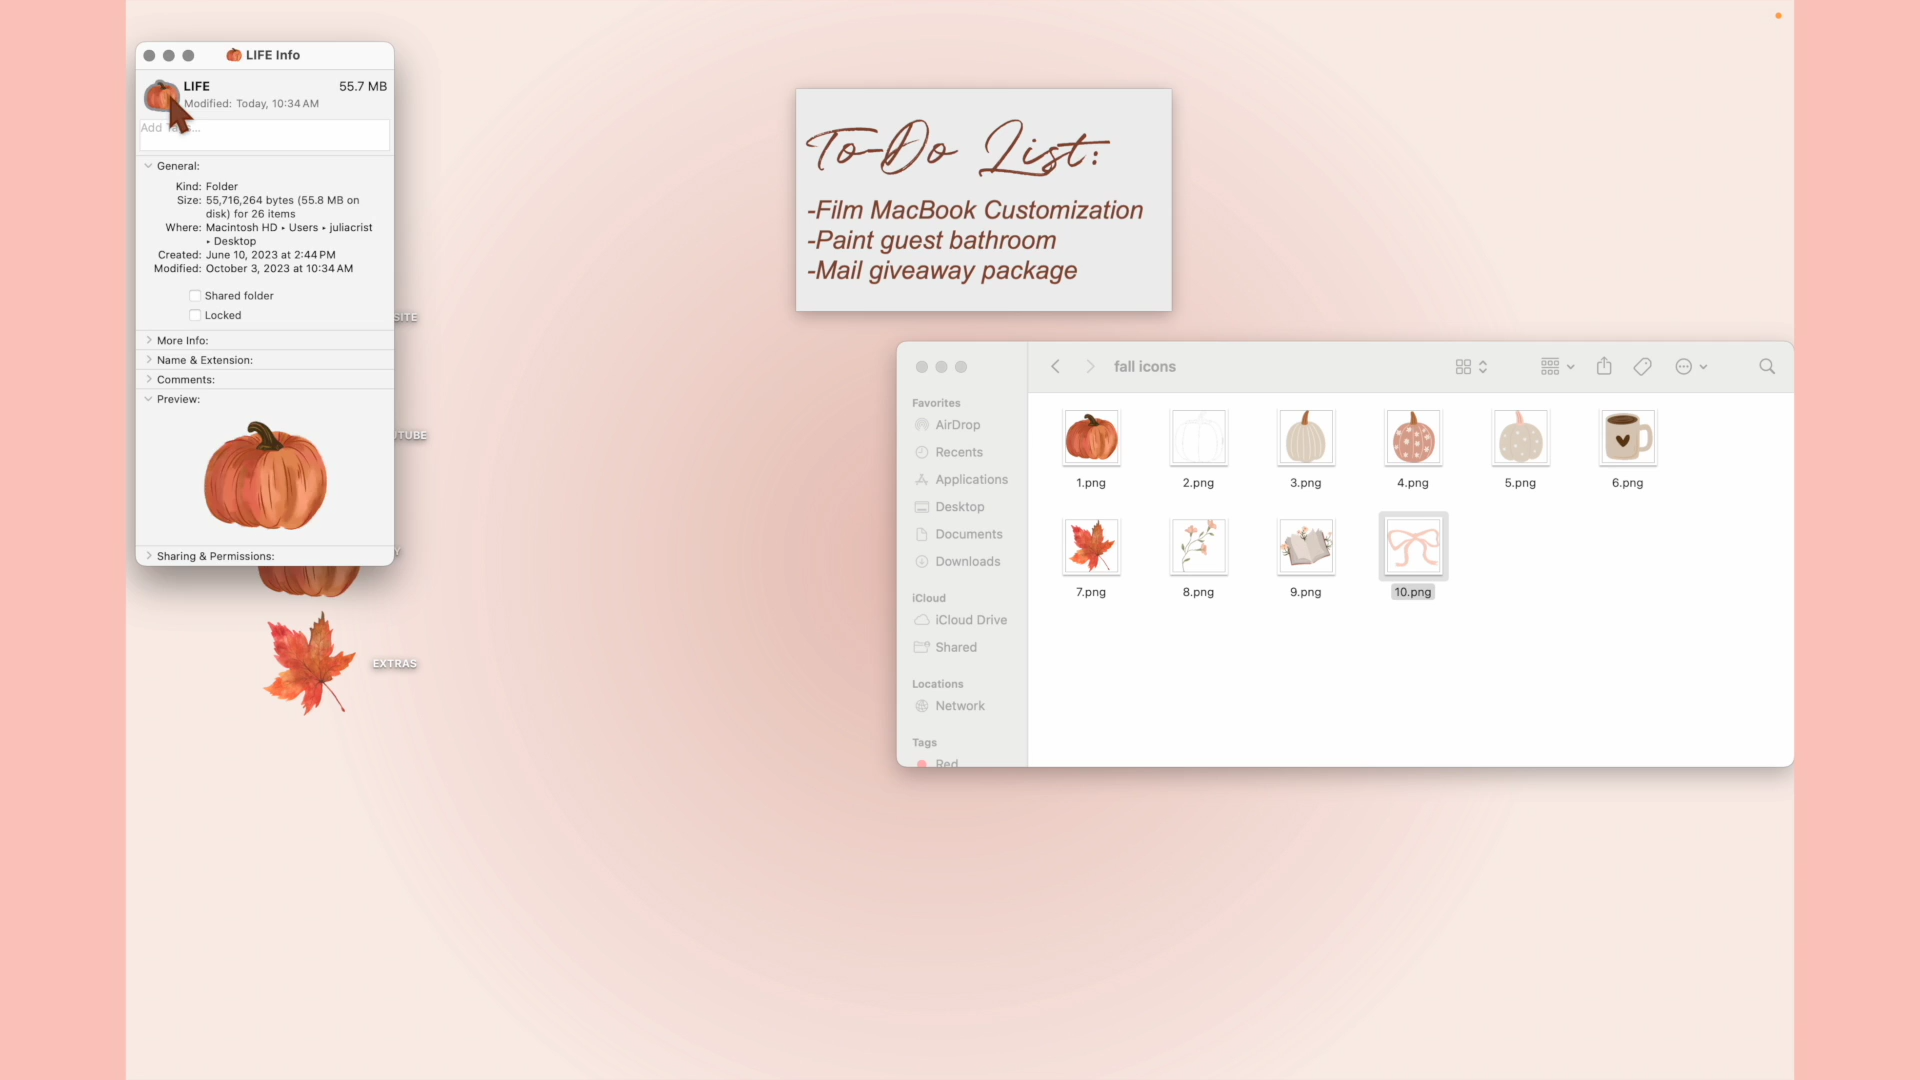 LIFE Info
LIFE
55.7 MB
Modified: Today, 10:34 AM
General:
Kind: Folder
Size: 55,716,264 bytes (55.8 MB on
disk) for 26 items
Where: Macintosh HD ▸ Users ▸ juliacrist
▸ Desktop
Created: June 10, 2023 at 2:44 PM
Modified: October 3, 2023 at 10:34 AM
Shared folder
Locked
More Info:
Name & Extension:
Comments:
Preview:
Sharing & Permissions:
EXTRAS
To-Do List:
-Film MacBook Customization
-Paint guest bathroom
-Mail giveaway package
fall icons
Favorites
AirDrop
Recents
Applications
Desktop
Documents
Downloads
iCloud
iCloud Drive
Shared
Locations
Network
Tags
Red
1.png
2.png
3.png
4.png
5.png
6.png
7.png
8.png
9.png
10.png